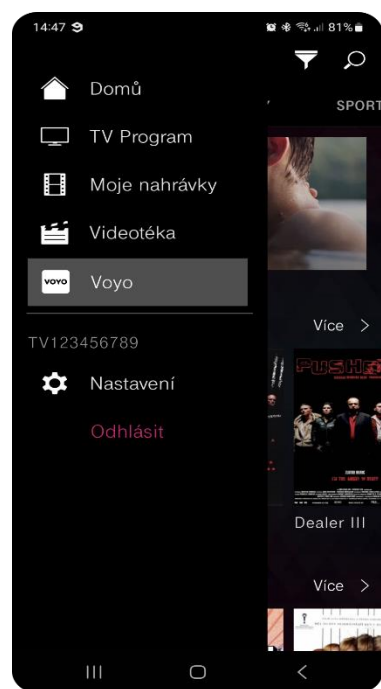 14:47
81%
Domů
SPORT
TV Program
Moje nahrávky
Videotéka
VOYO Voyo
Více >
TV123456789
PUSHER
Nastavení
Odhlásit
Dealer III
Více >